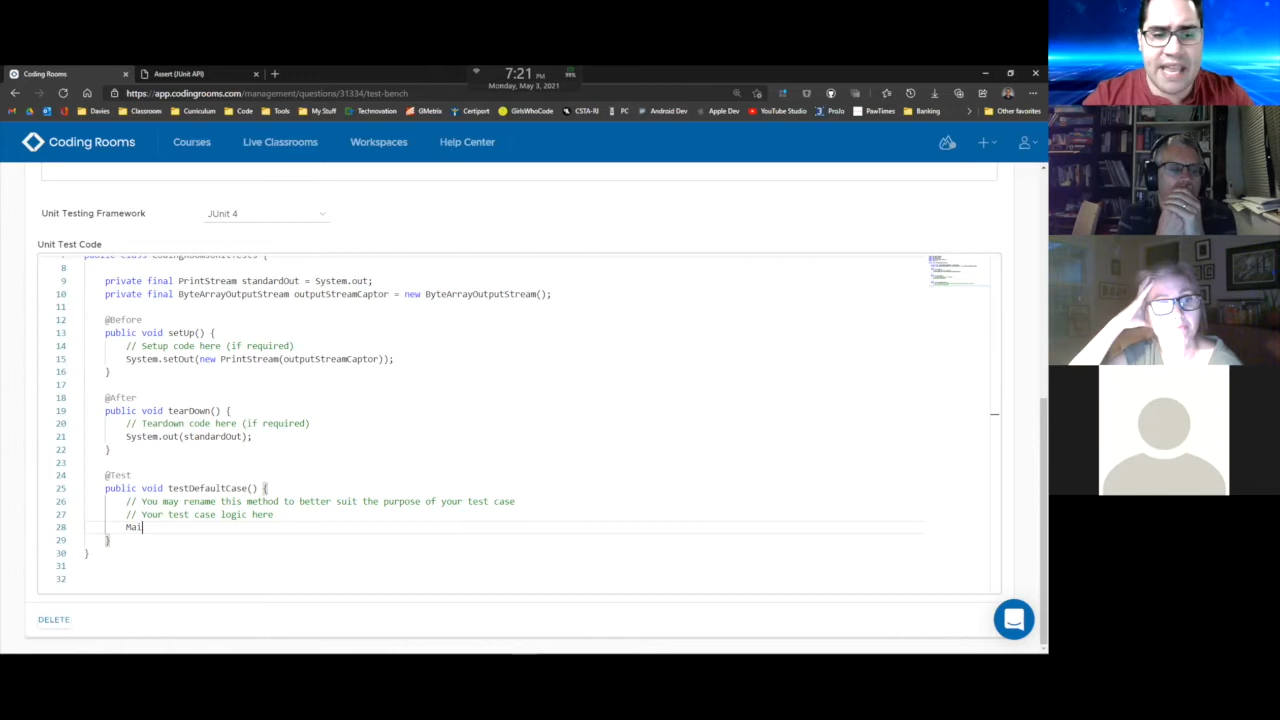 Coding Rooms
Assert (JUnit API)
7:21 PM
99%
Monday, May 3, 2021
https://app.codingrooms.com/management/questions/31334/test-bench
Davies
Classroom
Curriculum
Code
Tools
My Stuff
Technovation
GMetrix
Certiport
GirlsWhoCode
CSTA-RI
PC
Android Dev
Apple Dev
YouTube Studio
ProJo
PawTimes
Banking
Other favorites
Coding Rooms
Courses
Live Classrooms
Workspaces
Help Center
Unit Testing Framework
JUnit 4
Unit Test Code
8
9 private final PrintStream standardOut = System.out;
10 private final ByteArrayOutputStream outputStreamCaptor = new ByteArrayOutputStream();
11
12 @Before
13 public void setUp() {
14 // Setup code here (if required)
15 System.setOut(new PrintStream(outputStreamCaptor));
16 }
17
18 @After
19 public void tearDown() {
20 // Teardown code here (if required)
21 System.out(standardOut);
22 }
23
24 @Test
25 public void testDefaultCase() {
26 // You may rename this method to better suit the purpose of your test case
27 // Your test case logic here
28 Mai
29 }
30 }
31
32
DELETE